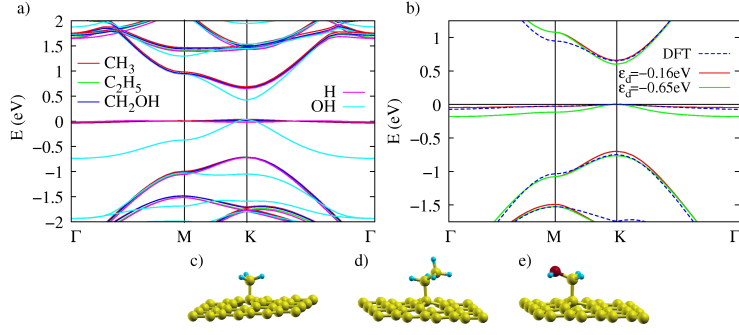 a)
b)
E (eV)
2
1.5
1
0.5
0
−0.5
−1
−1.5
−2
CH3
C2H5
CH2OH
H
OH
Γ
M
K
Γ
E (eV)
1
0.5
0
−0.5
−1
−1.5
DFT
εd=−0.16eV
εd=−0.65eV
Γ
M
K
Γ
c)
d)
e)